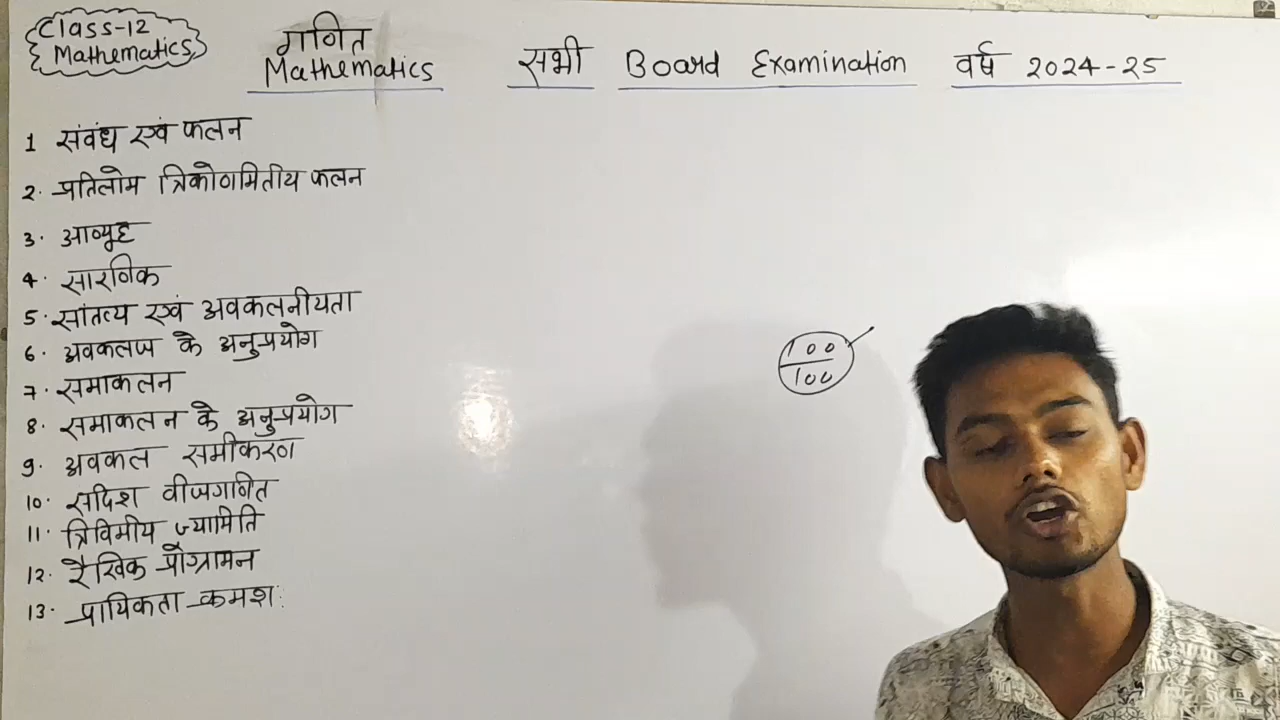 Class-12
Mathematics
गणित
Mathematics
सभी Board Examination वर्ष 2024-25
1 संवंध एवं फलन
2. प्रतिलोम त्रिकोणमितीय फलन
3. आव्यूह
4. सारणिक
5. सांतत्य एवं अवकलनीयता
6. अवकलज के अनुप्रयोग
7. समाकलन
8. समाकलन के अनुप्रयोग
9. अवकल समीकरण
10. सदिश वीजगणित
11. त्रिविमीय ज्यामिति
12. रैखिक प्रोग्रामन
13. प्रायिकता क्रमशः
100
100